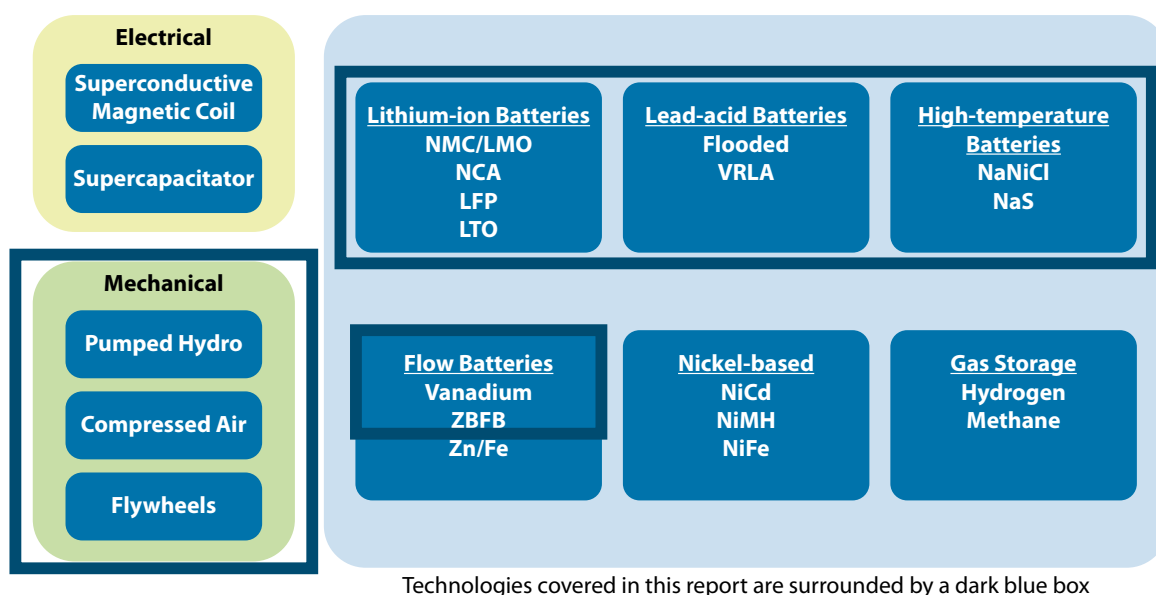 Electrical
Superconductive
Magnetic Coil
Supercapacitator
Mechanical
Pumped Hydro
Compressed Air
Flywheels
Lithium-ion Batteries
NMC/LMO
NCA
LFP
LTO
Lead-acid Batteries
Flooded
VRLA
High-temperature
Batteries
NaNiCl
NaS
Flow Batteries
Vanadium
ZBFB
Zn/Fe
Nickel-based
NiCd
NiMH
NiFe
Gas Storage
Hydrogen
Methane
Technologies covered in this report are surrounded by a dark blue box